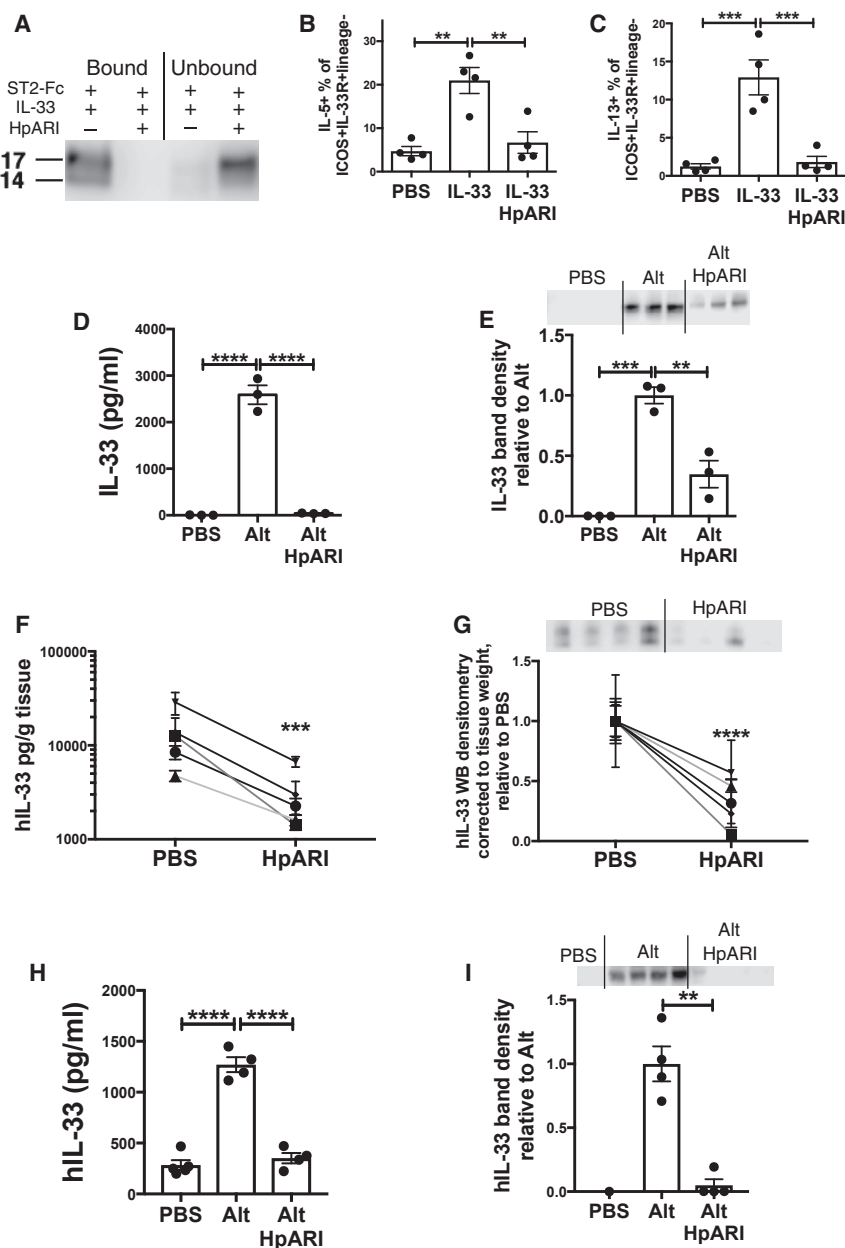 A
Bound Unbound
ST2-Fc + + + +
IL-33 + + + +
HpARI – + – +
17
14
B
IL-5+ % of
ICOS+IL-33R+lineage-
30
20
10
0
** **
PBS IL-33 IL-33
HpARI
C
IL-13+ % of
ICOS+IL-33R+lineage-
20
15
10
5
0
*** ***
PBS IL-33 IL-33
HpARI
D
IL-33 (pg/ml)
4000
3000
2000
1000
0
**** ****
PBS Alt Alt
HpARI
E
PBS Alt Alt
HpARI
IL-33 band density
relative to Alt
1.5
1.0
0.5
0.0
*** **
PBS Alt Alt
HpARI
F
hIL-33 pg/g tissue
100000
10000
1000
***
PBS HpARI
G
PBS HpARI
hIL-33 WB densitometry
corrected to tissue weight,
relative to PBS
1.5
1.0
0.5
0.0
****
PBS HpARI
H
hIL-33 (pg/ml)
2000
1500
1000
500
0
**** ****
PBS Alt Alt
HpARI
I
PBS Alt Alt
HpARI
hIL-33 band density
relative to Alt
1.5
1.0
0.5
0.0
**
PBS Alt Alt
HpARI